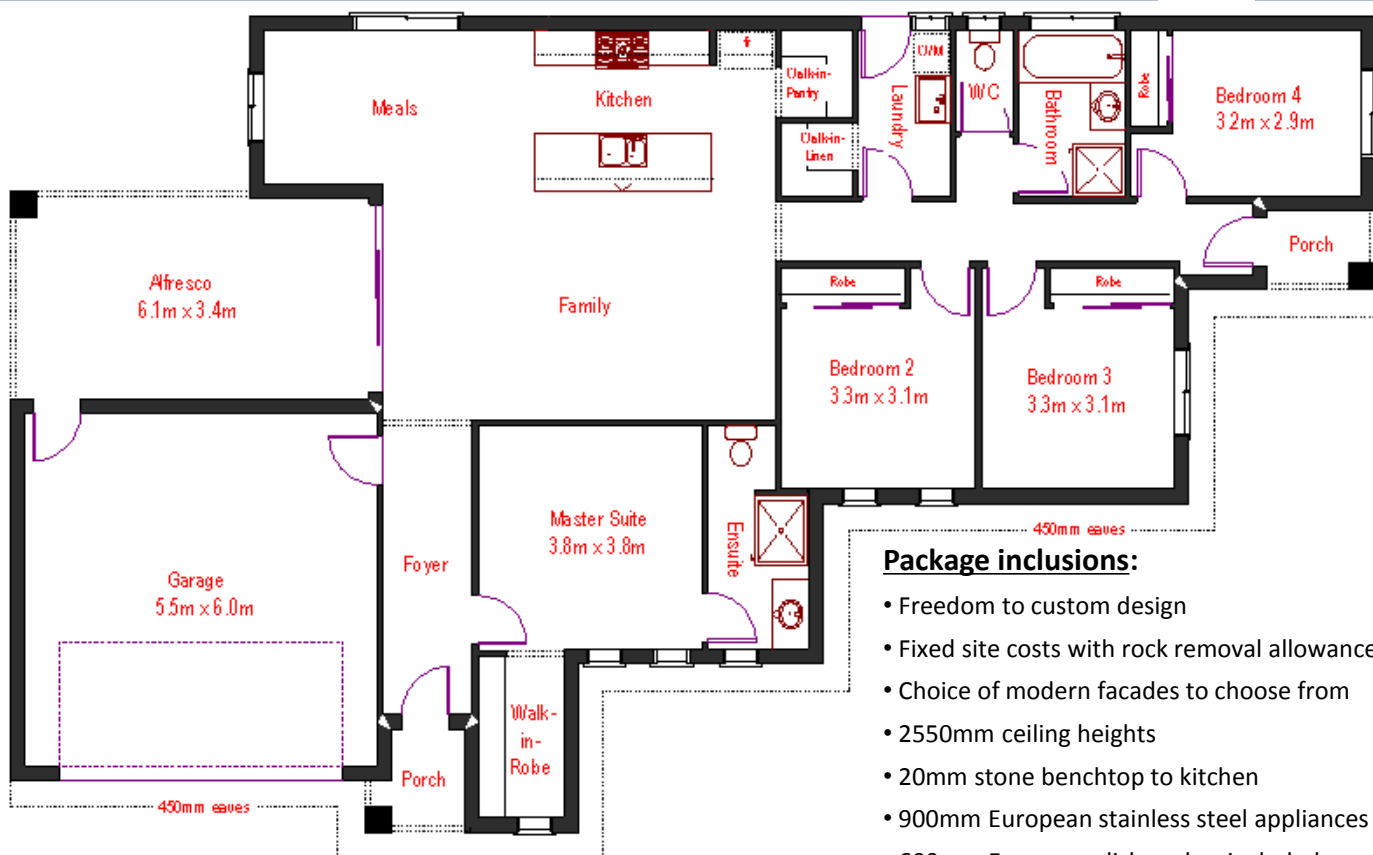 Meals
Kitchen
f
Walk-in-
Pantry
Walk-in-
Linen
Laundry
WC
Bathroom
Robe
Bedroom 4
3.2m x 2.9m
Porch
Alfresco
6.1m x 3.4m
Family
Robe
Bedroom 2
3.3m x 3.1m
Robe
Bedroom 3
3.3m x 3.1m
Garage
5.5m x 6.0m
Foyer
Master Suite
3.8m x 3.8m
Ensuite
Walk-
in-
Robe
Porch
450mm eaves
450mm eaves
Package inclusions:
• Freedom to custom design
• Fixed site costs with rock removal allowance
• Choice of modern facades to choose from
• 2550mm ceiling heights
• 20mm stone benchtop to kitchen
• 900mm European stainless steel appliances